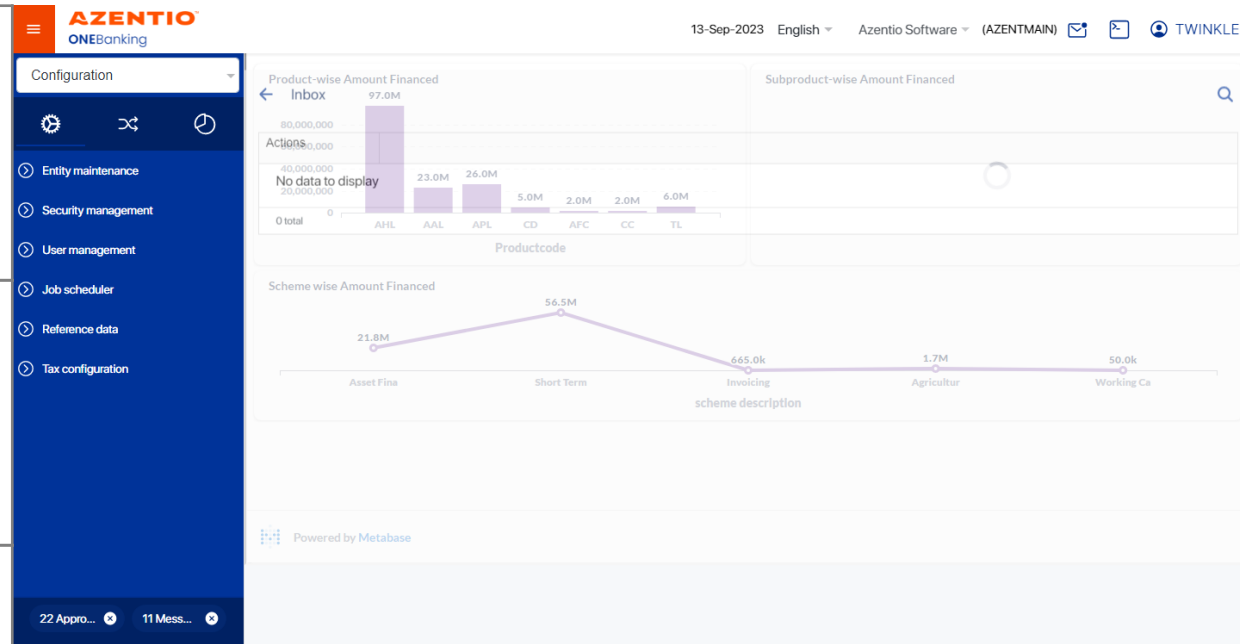 AZENTIO
ONEBanking
13-Sep-2023 English Azentio Software (AZENTMAIN) TWINKLE
Configuration
Entity maintenance
Security management
User management
Job scheduler
Reference data
Tax configuration
22 Appro... 11 Mess...
Product-wise Amount Financed
Inbox
97.0M
80,000,000
Actions
60,000,000
40,000,000
No data to display
20,000,000
23.0M 26.0M 5.0M 2.0M 2.0M 6.0M
0 total
0
AHL AAL APL CD AFC CC TL
Productcode
Subproduct-wise Amount Financed
Scheme wise Amount Financed
21.8M 56.5M 665.0k 1.7M 50.0k
Asset Fina Short Term Invoicing Agricultur Working Ca
scheme description
Powered by Metabase